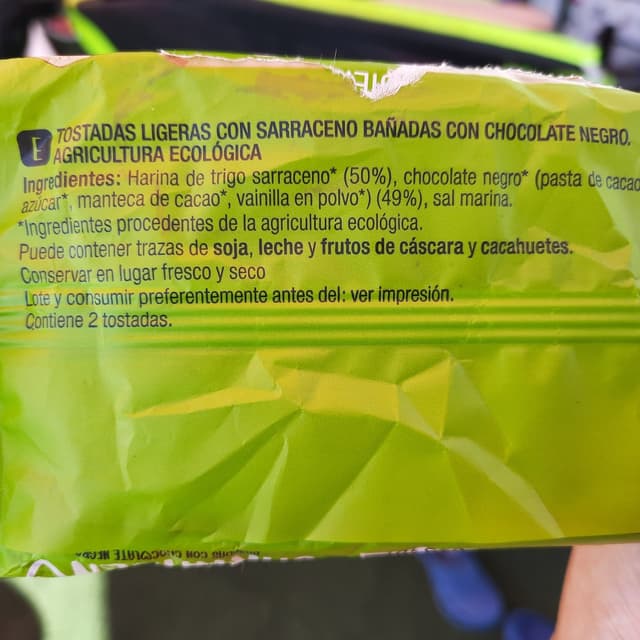 E
TOSTADAS LIGERAS CON SARRACENO BAÑADAS CON CHOCOLATE NEGRO.
AGRICULTURA ECOLÓGICA
Ingredientes: Harina de trigo sarraceno* (50%), chocolate negro* (pasta de cacao
azúcar*, manteca de cacao*, vainilla en polvo*) (49%), sal marina.
*Ingredientes procedentes de la agricultura ecológica.
Puede contener trazas de soja, leche y frutos de cáscara y cacahuetes.
Conservar en lugar fresco y seco
Lote y consumir preferentemente antes del: ver impresión.
Contiene 2 tostadas.